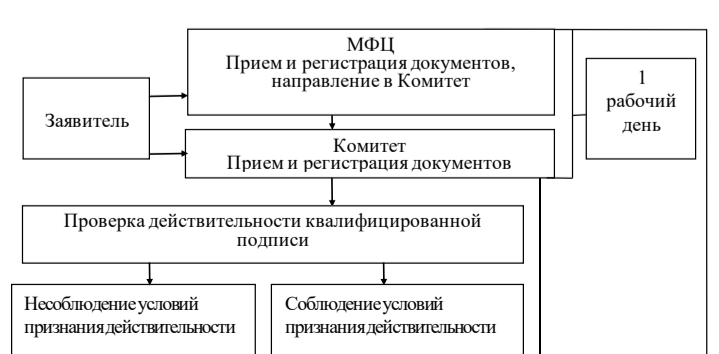 МФЦ
Прием и регистрация документов,
направление в Комитет
Заявитель
1
рабочий
день
Комитет
Прием и регистрация документов
Проверка действительности квалифицированной
подписи
Несоблюдение условий
признания действительности
Соблюдение условий
признания действительности